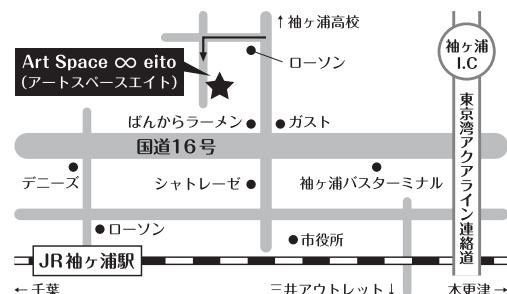 ↑袖ヶ浦高校
袖ヶ浦
I.C
Art Space ∞ eito
(アートスペースエイト)
ローソン
東京湾アクアライン連絡道
ばんからラーメン
ガスト
国道16号
デニーズ
シャトレーゼ
袖ヶ浦バスターミナル
ローソン
市役所
JR袖ヶ浦駅
←千葉
三井アウトレット↓
木更津→